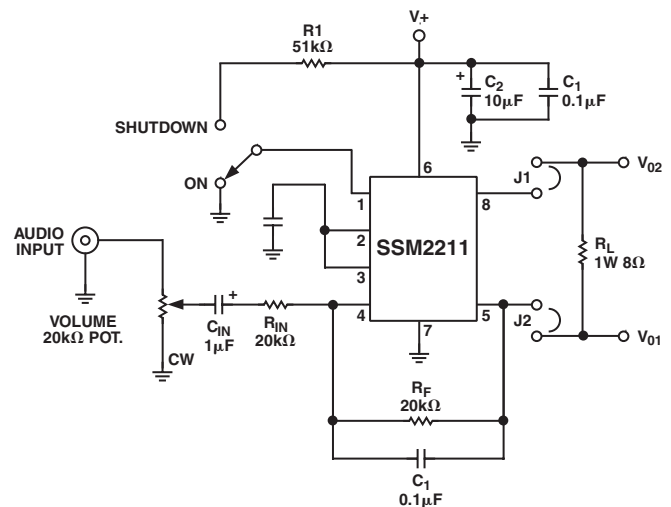 V+
R1
51kΩ
+
C2
10μF
C1
0.1μF
SHUTDOWN
ON
6
1
8
J1
V02
AUDIO
INPUT
2
SSM2211
3
RL
1W 8Ω
VOLUME
20kΩ POT.
CW
+
CIN
1μF
RIN
20kΩ
4
7
5
J2
V01
RF
20kΩ
C1
0.1μF